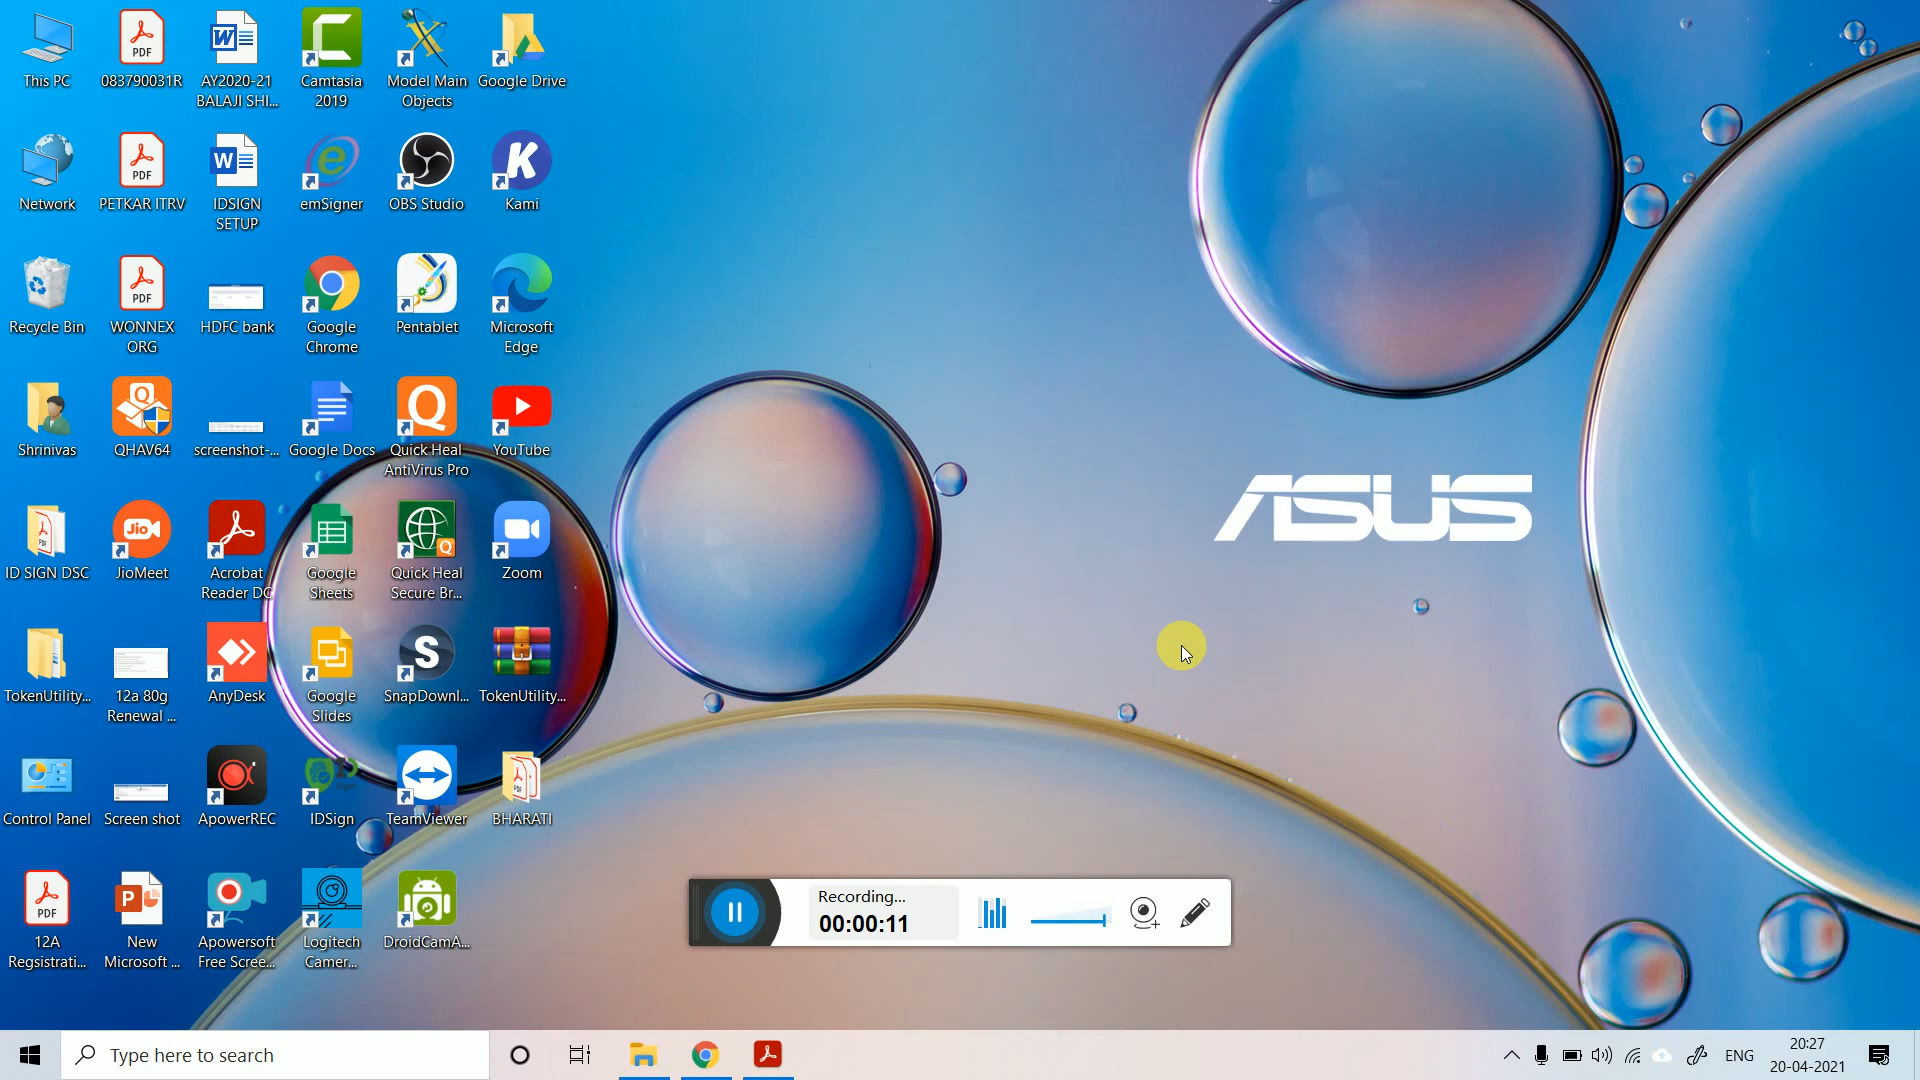 This PC
083790031R
AY2020-21
BALAJI SHI...
Camtasia
2019
Model Main
Objects
Google Drive
Network
PETKAR ITRV
IDSIGN
SETUP
emSigner
OBS Studio
Kami
Recycle Bin
WONNEX
ORG
HDFC bank
Google
Chrome
Pentablet
Microsoft
Edge
Shrinivas
QHAV64
screenshot-...
Google Docs
Quick Heal
AntiVirus Pro
YouTube
ID SIGN DSC
JioMeet
Acrobat
Reader DC
Google
Sheets
Quick Heal
Secure Br...
Zoom
TokenUtility...
12a 80g
Renewal ...
AnyDesk
Google
Slides
SnapDownl...
TokenUtility...
Control Panel
Screen shot
ApowerREC
IDSign
TeamViewer
BHARATI
12A
Regsistrati...
New
Microsoft ...
Apowersoft
Free Scree...
Logitech
Camer...
DroidCamA...
ASUS
Recording...
00:00:11
Type here to search
ENG
20:27
20-04-2021